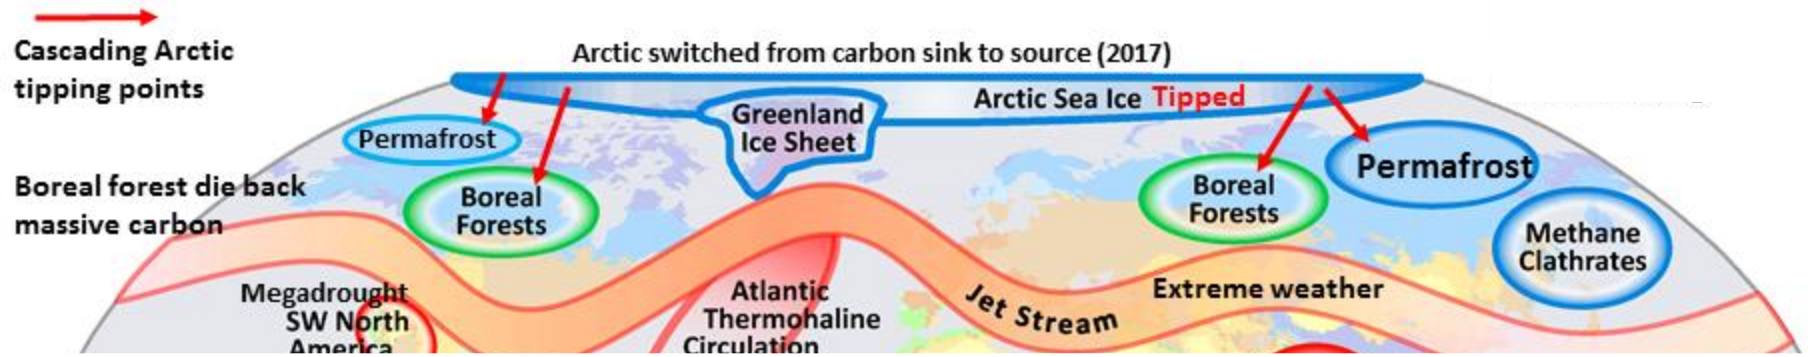 Cascading Arctic
tipping points
Arctic switched from carbon sink to source (2017)
Arctic Sea Ice Tipped
Greenland
Ice Sheet
Permafrost
Boreal
Forests
Boreal forest die back
massive carbon
Boreal
Forests
Permafrost
Methane
Clathrates
Megadrought
SW North
America
Atlantic
Thermohaline
Circulation
Jet Stream
Extreme weather